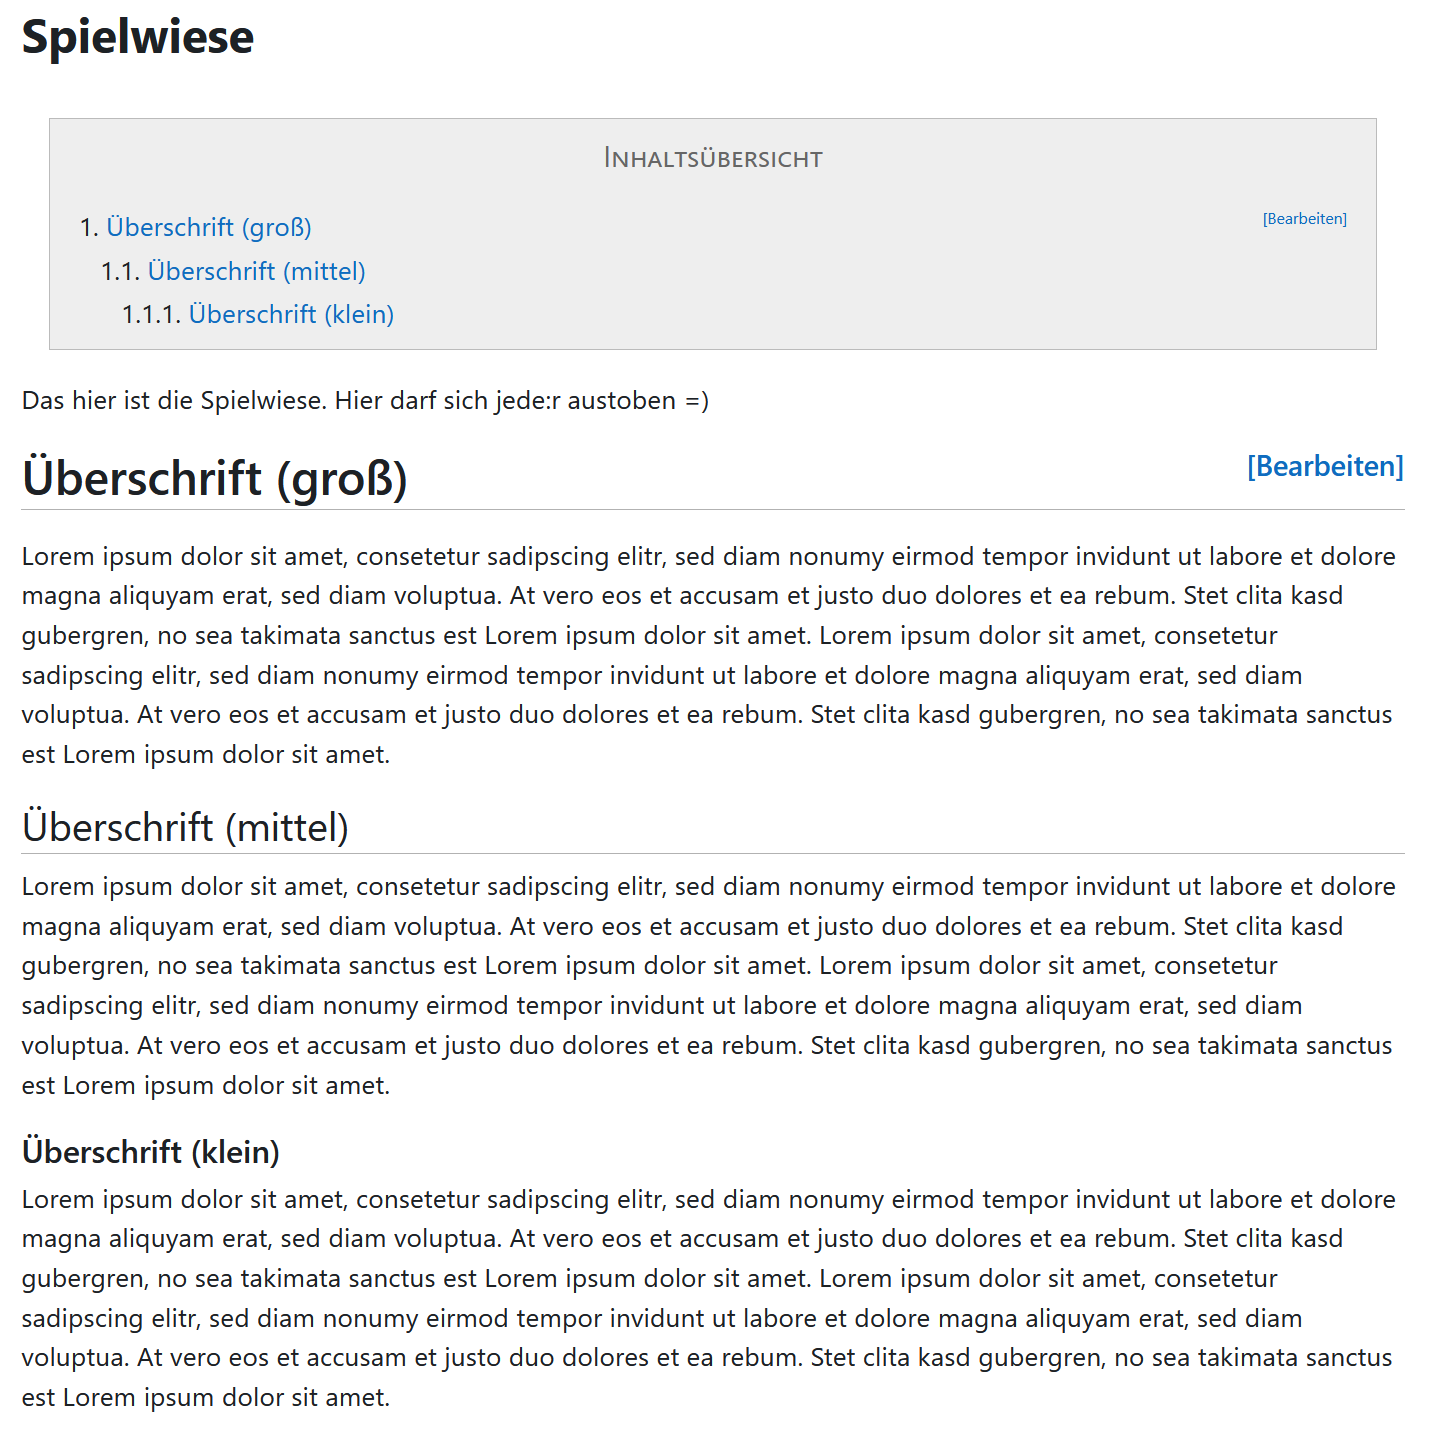 Spielwiese
Inhaltsübersicht
1. Überschrift (groß) [Bearbeiten]
1.1. Überschrift (mittel)
1.1.1. Überschrift (klein)
Das hier ist die Spielwiese. Hier darf sich jede:r austoben =)
Überschrift (groß) [Bearbeiten]
Lorem ipsum dolor sit amet, consetetur sadipscing elitr, sed diam nonumy eirmod tempor invidunt ut labore et dolore
magna aliquyam erat, sed diam voluptua. At vero eos et accusam et justo duo dolores et ea rebum. Stet clita kasd
gubergren, no sea takimata sanctus est Lorem ipsum dolor sit amet. Lorem ipsum dolor sit amet, consetetur
sadipscing elitr, sed diam nonumy eirmod tempor invidunt ut labore et dolore magna aliquyam erat, sed diam
voluptua. At vero eos et accusam et justo duo dolores et ea rebum. Stet clita kasd gubergren, no sea takimata sanctus
est Lorem ipsum dolor sit amet.
Überschrift (mittel)
Lorem ipsum dolor sit amet, consetetur sadipscing elitr, sed diam nonumy eirmod tempor invidunt ut labore et dolore
magna aliquyam erat, sed diam voluptua. At vero eos et accusam et justo duo dolores et ea rebum. Stet clita kasd
gubergren, no sea takimata sanctus est Lorem ipsum dolor sit amet. Lorem ipsum dolor sit amet, consetetur
sadipscing elitr, sed diam nonumy eirmod tempor invidunt ut labore et dolore magna aliquyam erat, sed diam
voluptua. At vero eos et accusam et justo duo dolores et ea rebum. Stet clita kasd gubergren, no sea takimata sanctus
est Lorem ipsum dolor sit amet.
Überschrift (klein)
Lorem ipsum dolor sit amet, consetetur sadipscing elitr, sed diam nonumy eirmod tempor invidunt ut labore et dolore
magna aliquyam erat, sed diam voluptua. At vero eos et accusam et justo duo dolores et ea rebum. Stet clita kasd
gubergren, no sea takimata sanctus est Lorem ipsum dolor sit amet. Lorem ipsum dolor sit amet, consetetur
sadipscing elitr, sed diam nonumy eirmod tempor invidunt ut labore et dolore magna aliquyam erat, sed diam
voluptua. At vero eos et accusam et justo duo dolores et ea rebum. Stet clita kasd gubergren, no sea takimata sanctus
est Lorem ipsum dolor sit amet.